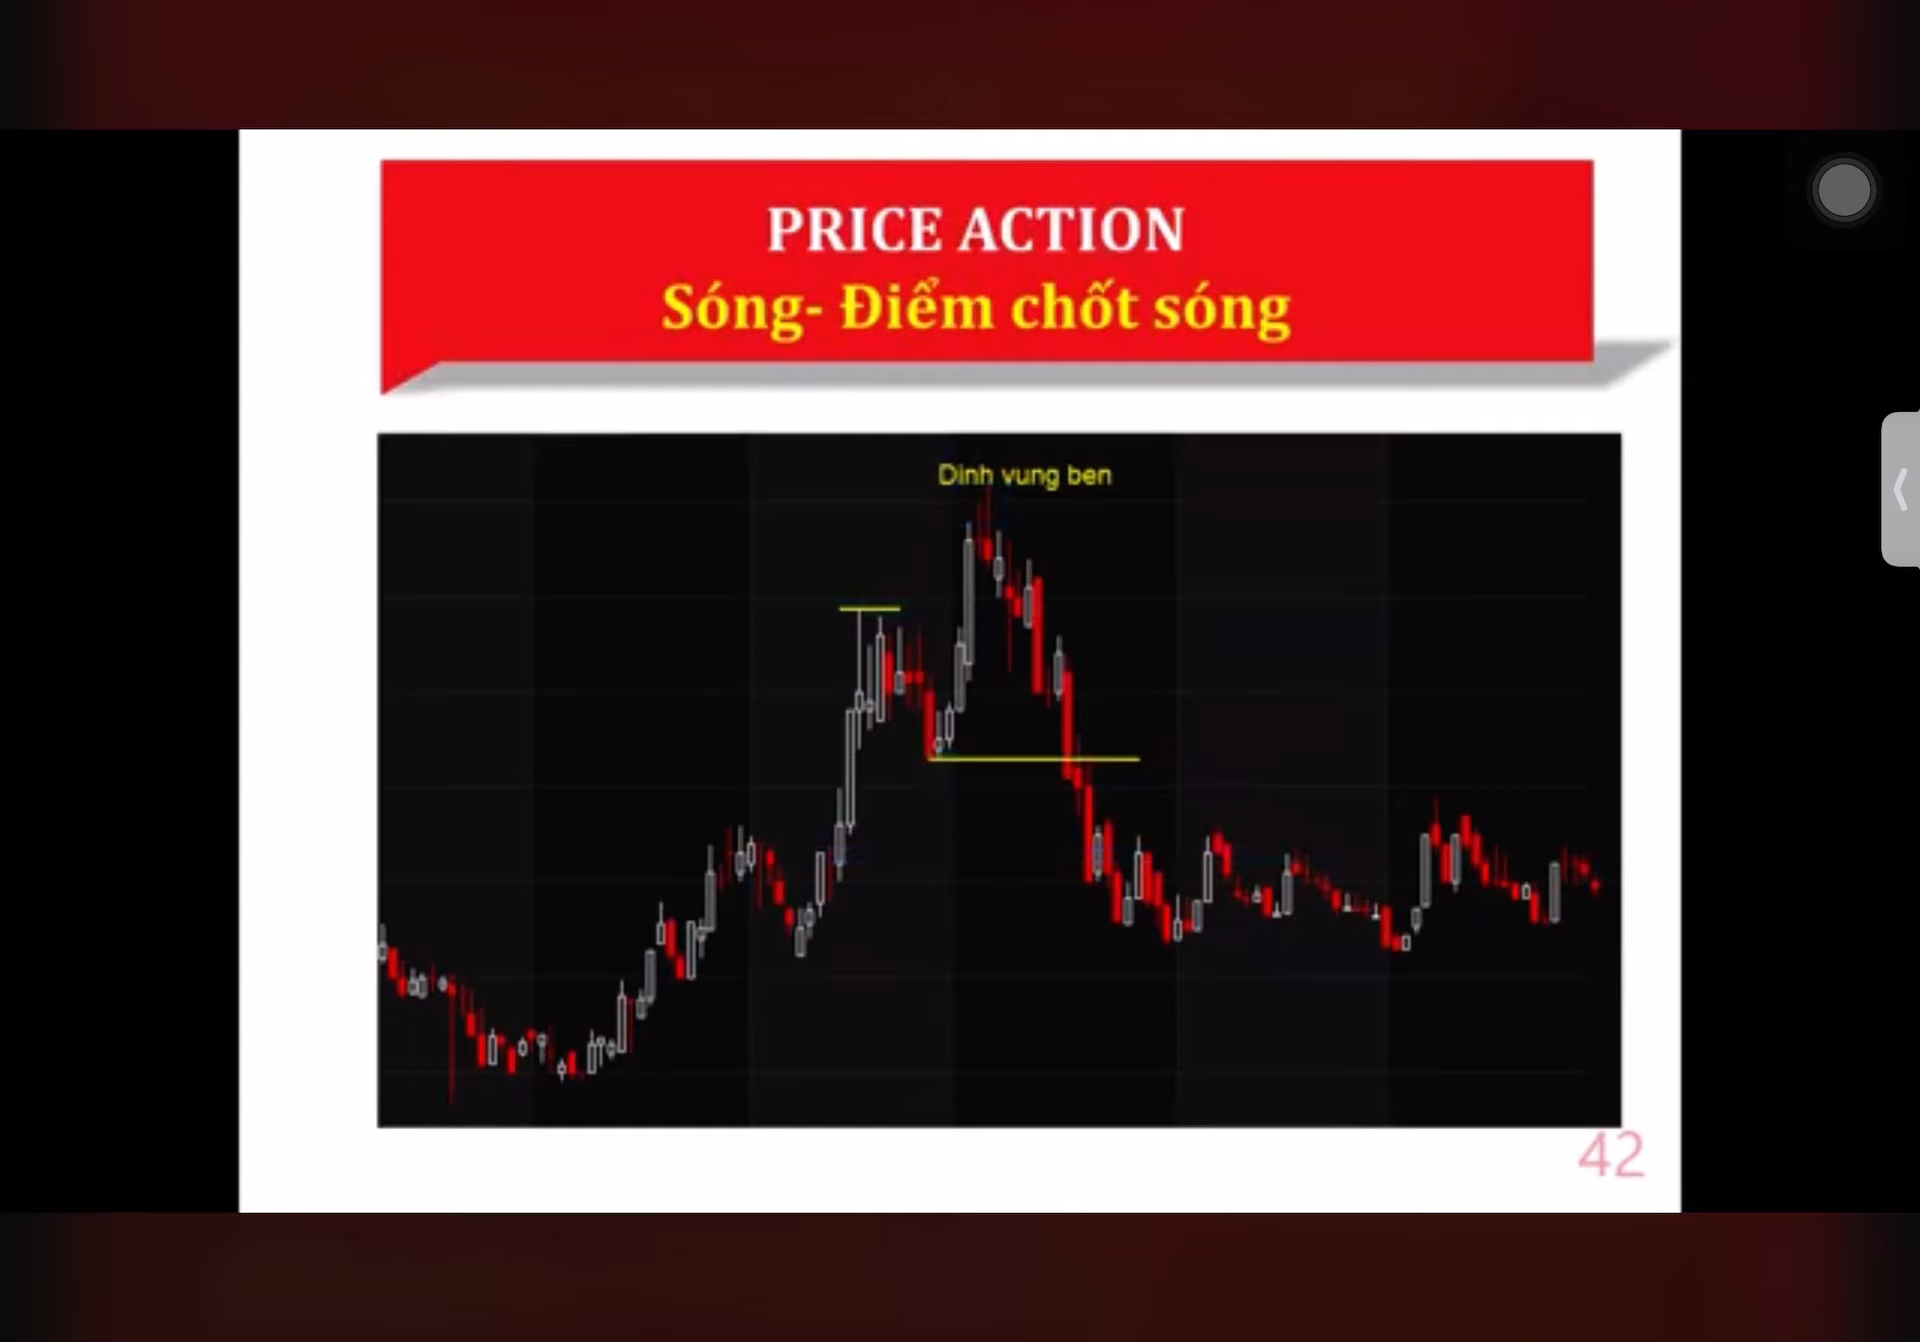 PRICE ACTION
Sóng- Điểm chốt sóng
Dinh vung ben
42